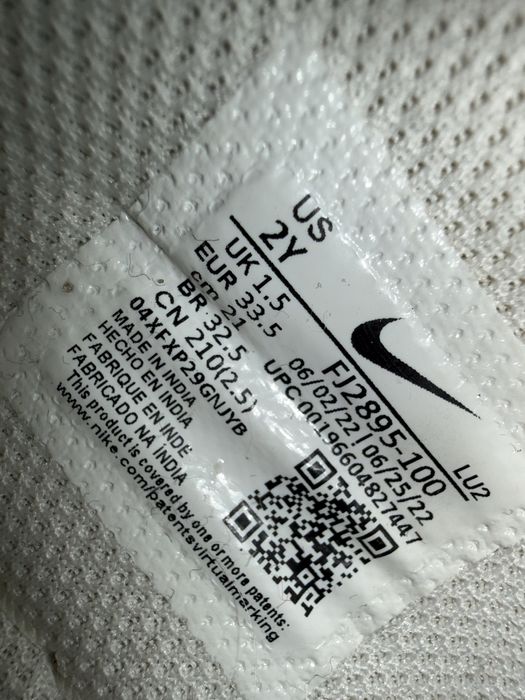 US
2Y
UK 1.5
EUR 33.5
cm 21
BR 32.5
CN 210(2.5)
04XFXP29GNJYB
MADE IN INDIA
HECHO EN INDIA
FABRIQUE EN INDE
FABRICADO NA INDIA
This product is covered by one or more patents:
www.nike.com/patentsvirtualmarking
FJ2895-100
06/02/22 | 06/25/22
UPC 00196604827447
LU2